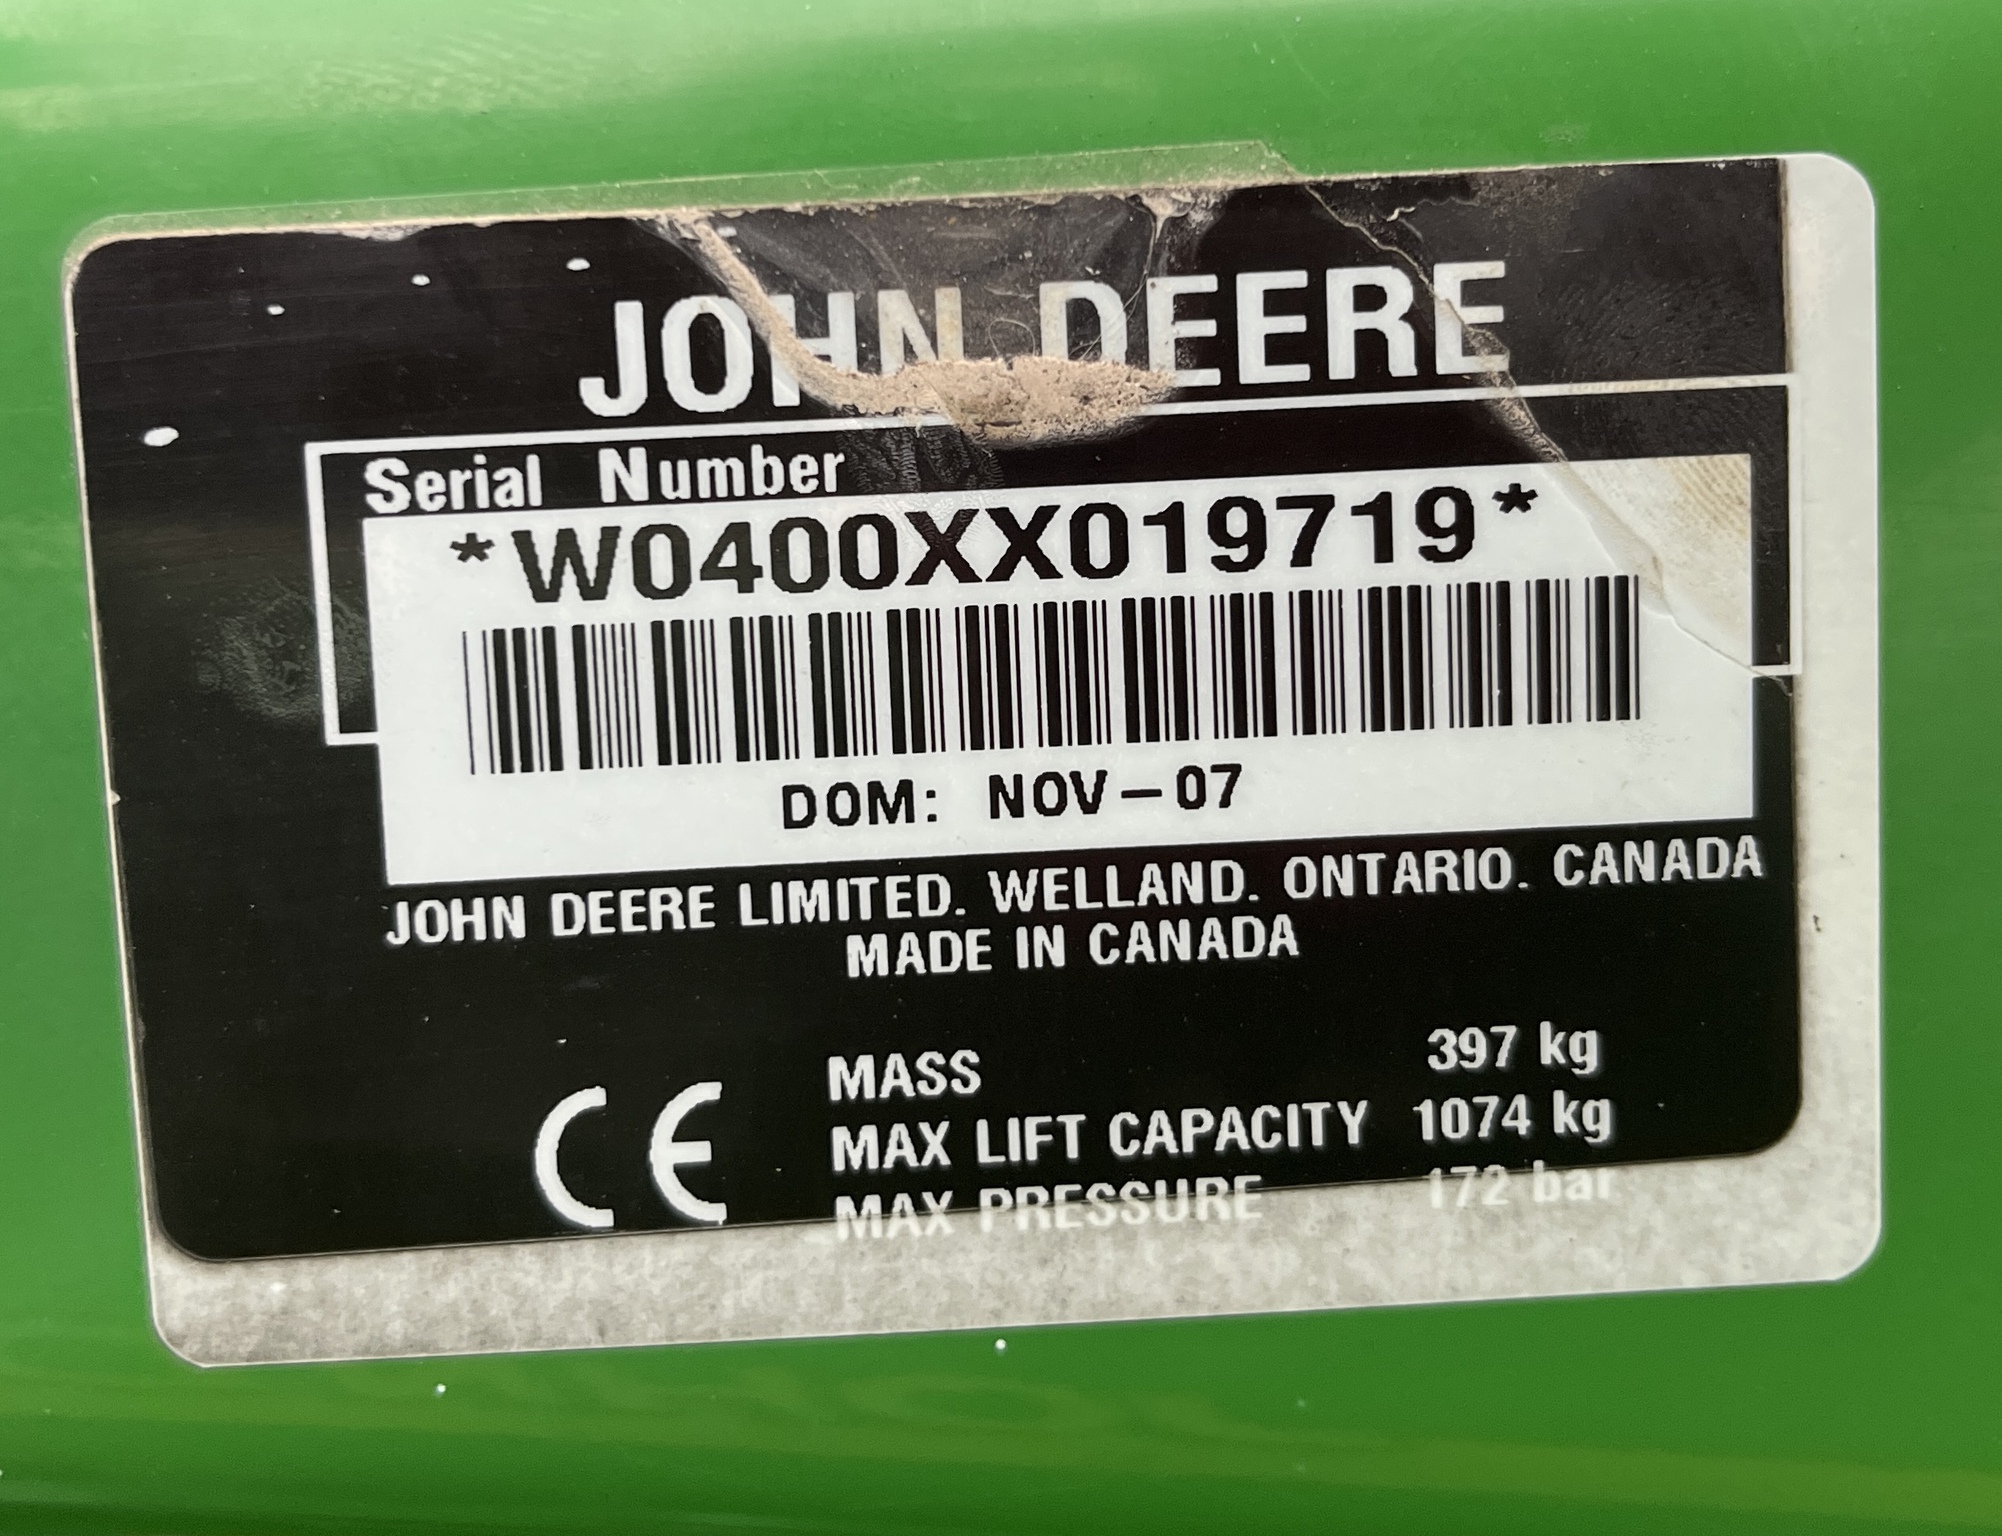 JOHN DEERE
Serial Number
*W0400XX019719*
DOM: NOV-07
JOHN DEERE LIMITED. WELLAND. ONTARIO. CANADA
MADE IN CANADA
CE
MASS 397 kg
MAX LIFT CAPACITY 1074 kg
MAX PRESSURE 172 bar